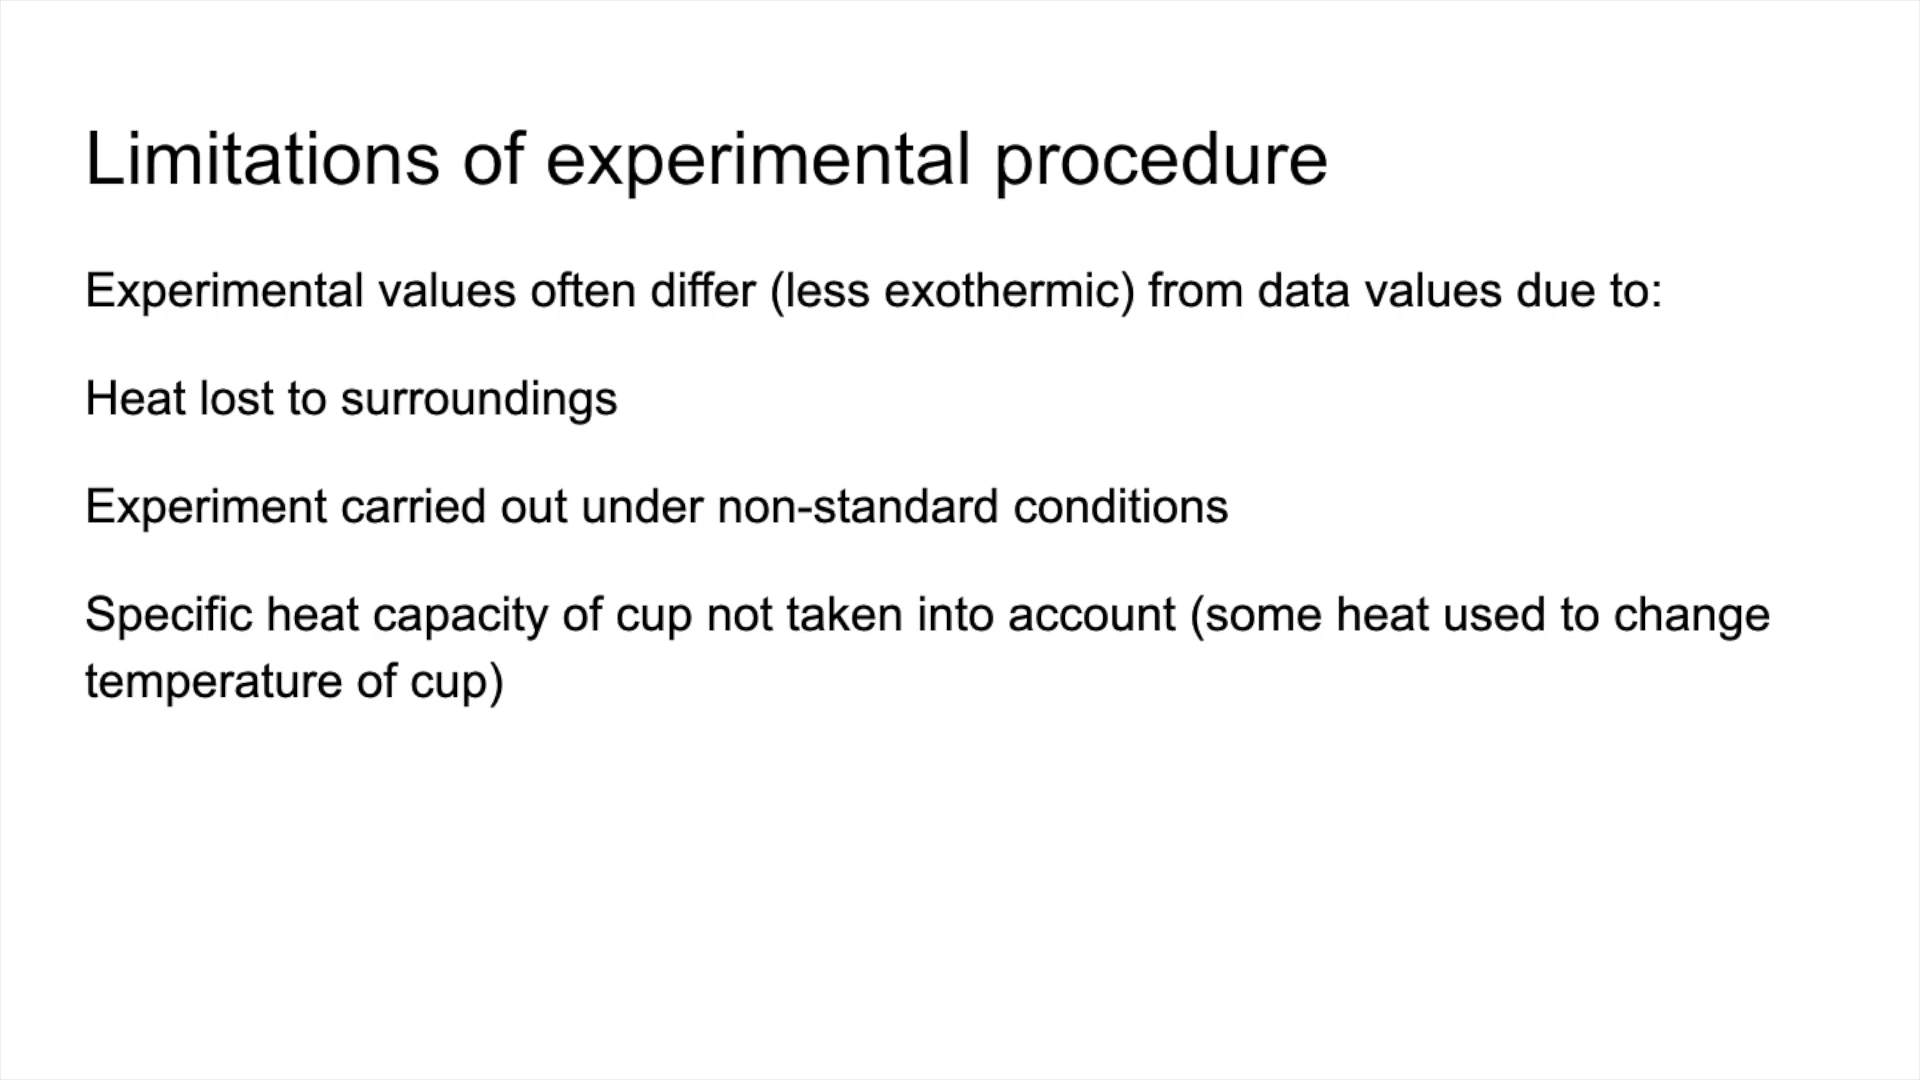 Limitations of experimental procedure
Experimental values often differ (less exothermic) from data values due to:
Heat lost to surroundings
Experiment carried out under non-standard conditions
Specific heat capacity of cup not taken into account (some heat used to change
temperature of cup)